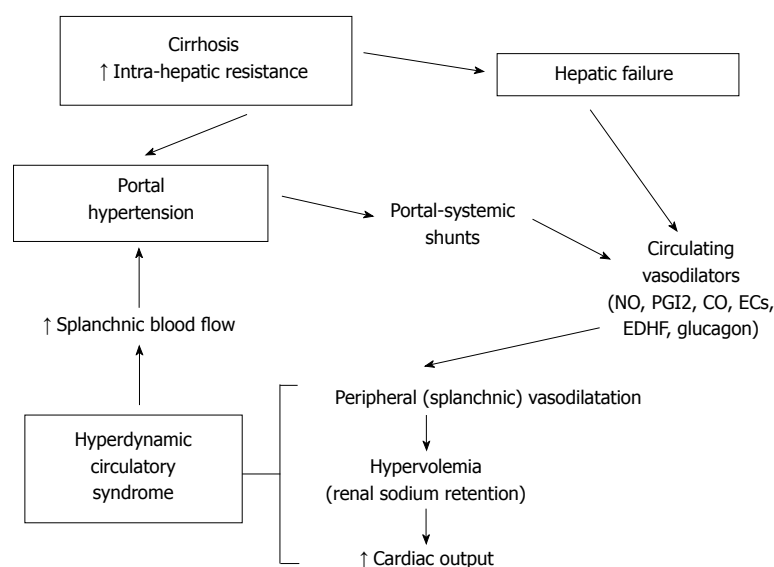 Cirrhosis
↑ Intra-hepatic resistance
Hepatic failure
Portal
hypertension
Portal-systemic
shunts
Circulating
vasodilators
(NO, PGI2, CO, ECs,
EDHF, glucagon)
↑ Splanchnic blood flow
Peripheral (splanchnic) vasodilatation
Hyperdynamic
circulatory
syndrome
Hypervolemia
(renal sodium retention)
↑ Cardiac output